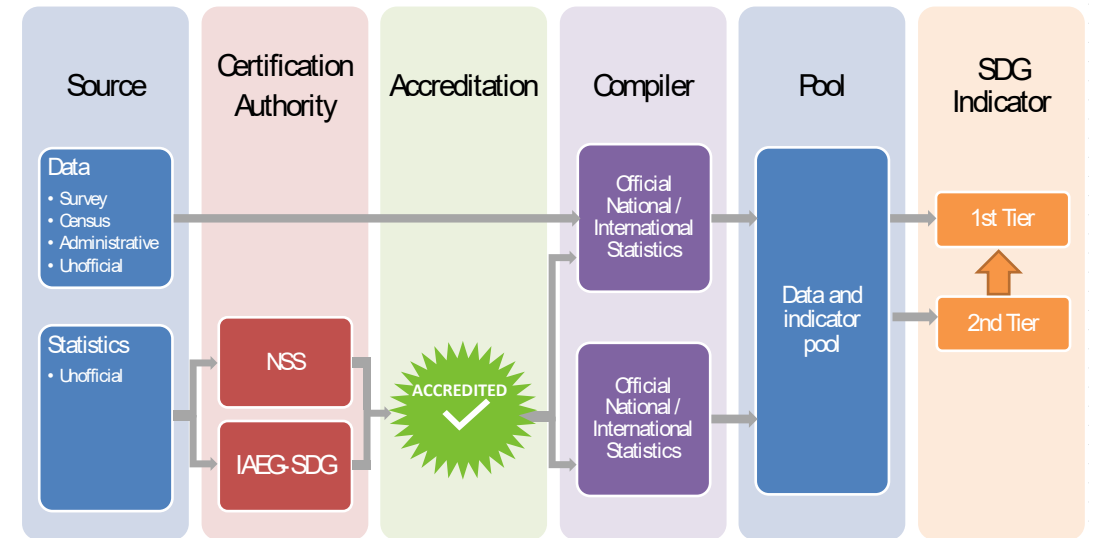 Source
Certification
Authority
Accreditation
Compiler
Pool
SDG
Indicator
Data
• Survey
• Census
• Administrative
• Unofficial
Statistics
• Unofficial
NSS
IAEG-SDG
ACCREDITED
Official
National /
International
Statistics
Official
National /
International
Statistics
Data and
indicator
pool
1st Tier
2nd Tier